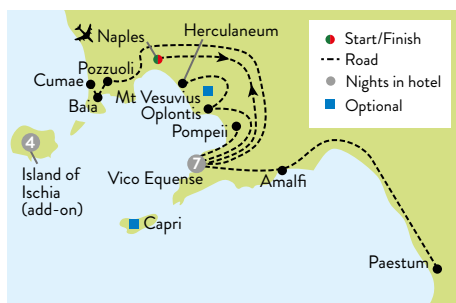 Naples
Herculaneum
Pozzuoli
Cumae
Baia
Mt Vesuvius
Oplontis
Pompeii
4
Island of
Ischia
(add-on)
7
Vico Equense
Amalfi
Capri
Paestum
Start/Finish
Road
Nights in hotel
Optional